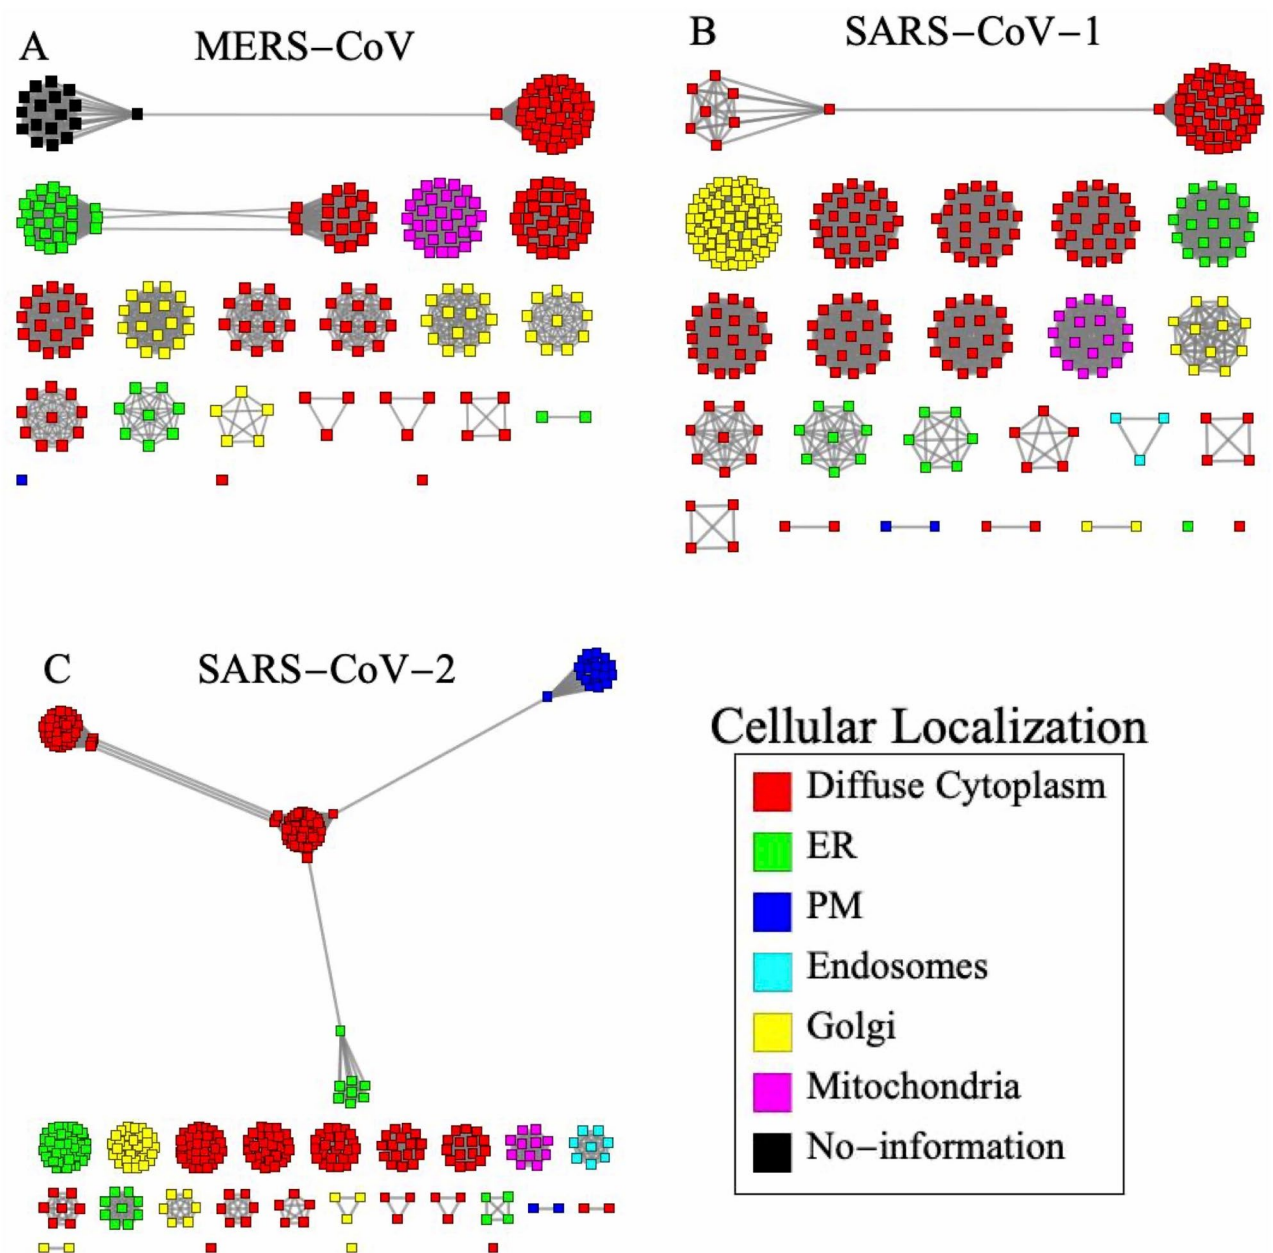 A
MERS−CoV
B
SARS−CoV−1
C
SARS−CoV−2
Cellular Localization
Diffuse Cytoplasm
ER
PM
Endosomes
Golgi
Mitochondria
No−information